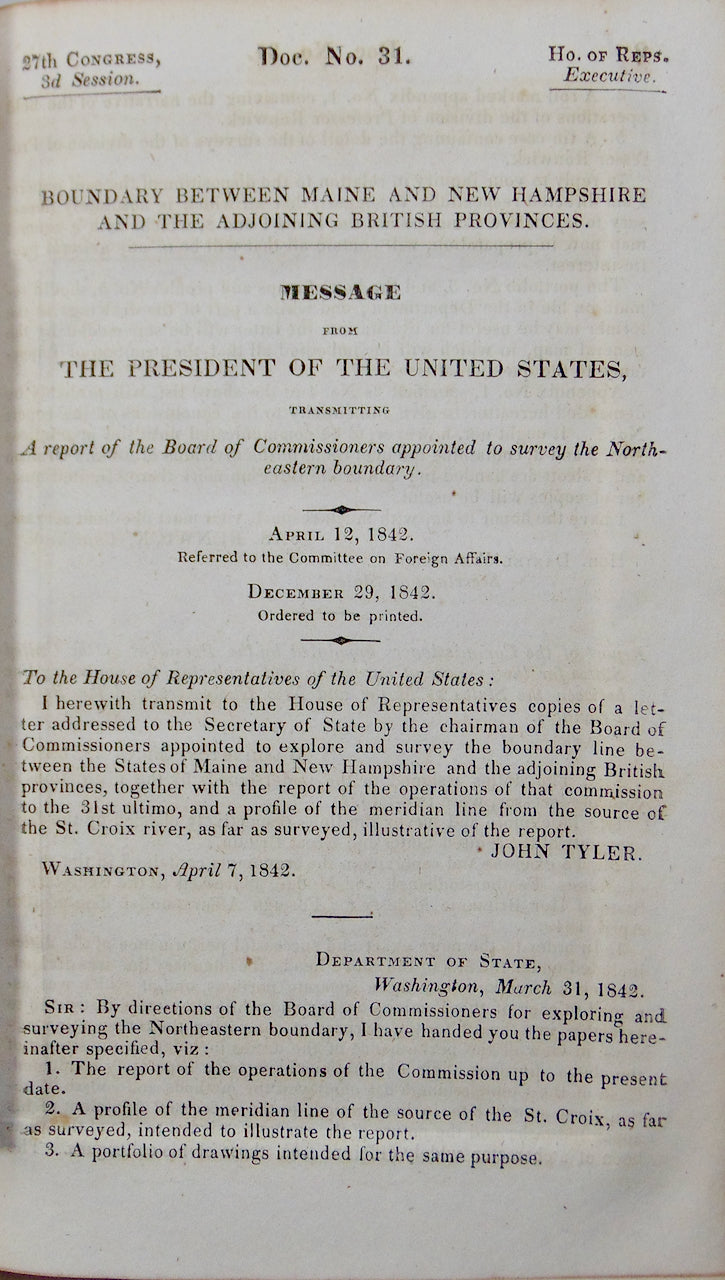 27th Congress,
3d Session.
Doc. No. 31.
Ho. of Reps.
Executive.
BOUNDARY BETWEEN MAINE AND NEW HAMPSHIRE
AND THE ADJOINING BRITISH PROVINCES.
MESSAGE
FROM
THE PRESIDENT OF THE UNITED STATES,
TRANSMITTING
A report of the Board of Commissioners appointed to survey the North-
eastern boundary.
April 12, 1842.
Referred to the Committee on Foreign Affairs.
December 29, 1842.
Ordered to be printed.
To the House of Representatives of the United States :
I herewith transmit to the House of Representatives copies of a let-
ter addressed to the Secretary of State by the chairman of the Board of
Commissioners appointed to explore and survey the boundary line be-
tween the States of Maine and New Hampshire and the adjoining British
provinces, together with the report of the operations of that commission
to the 31st ultimo, and a profile of the meridian line from the source of
the St. Croix river, as far as surveyed, illustrative of the report.
JOHN TYLER.
Washington, April 7, 1842.
Department of State,
Washington, March 31, 1842.
Sir : By directions of the Board of Commissioners for exploring and
surveying the Northeastern boundary, I have handed you the papers here-
inafter specified, viz :
1. The report of the operations of the Commission up to the present
date.
2. A profile of the meridian line of the source of the St. Croix, as far
as surveyed, intended to illustrate the report.
3. A portfolio of drawings intended for the same purpose.